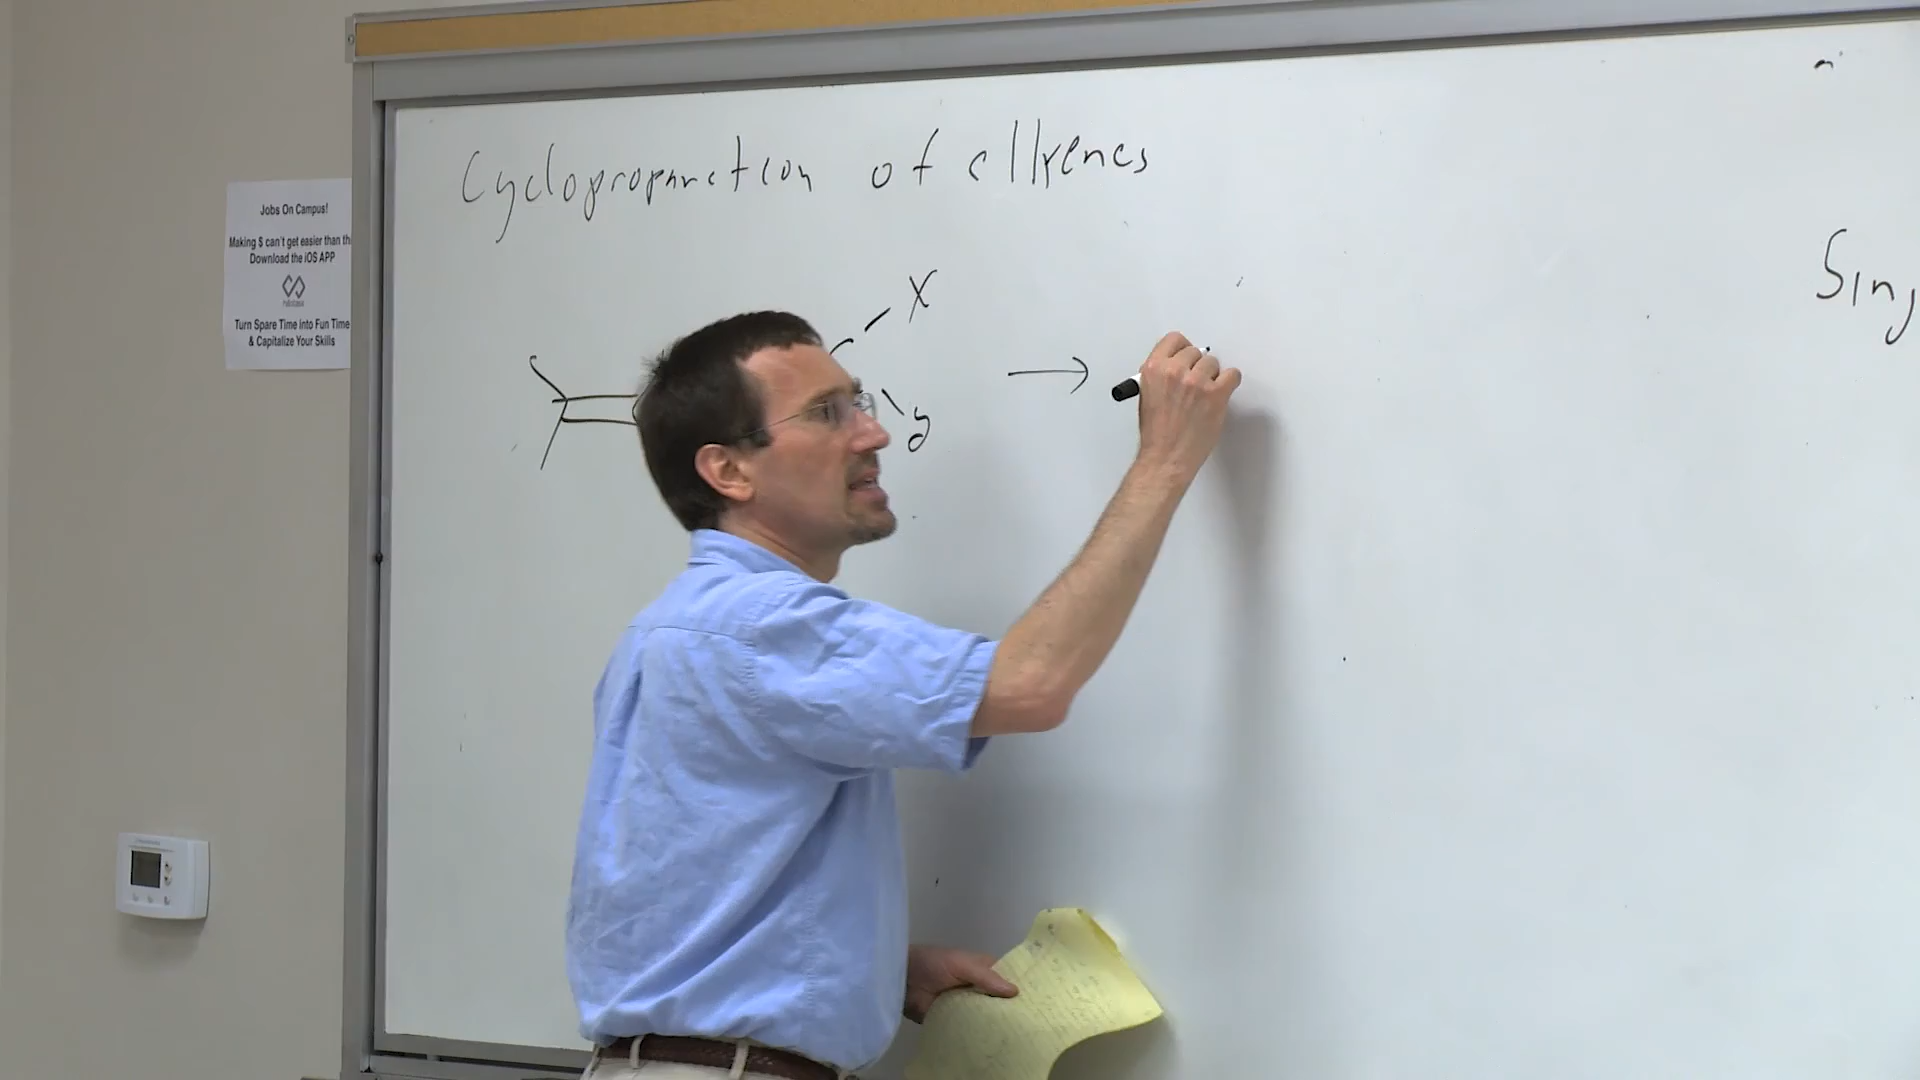 Cyclopropanation of alkenes
X
y
Sing
Jobs On Campus!
Making $ can't get easier than th
Download the iOS APP
Turn Spare Time into Fun Time
& Capitalize Your Skills